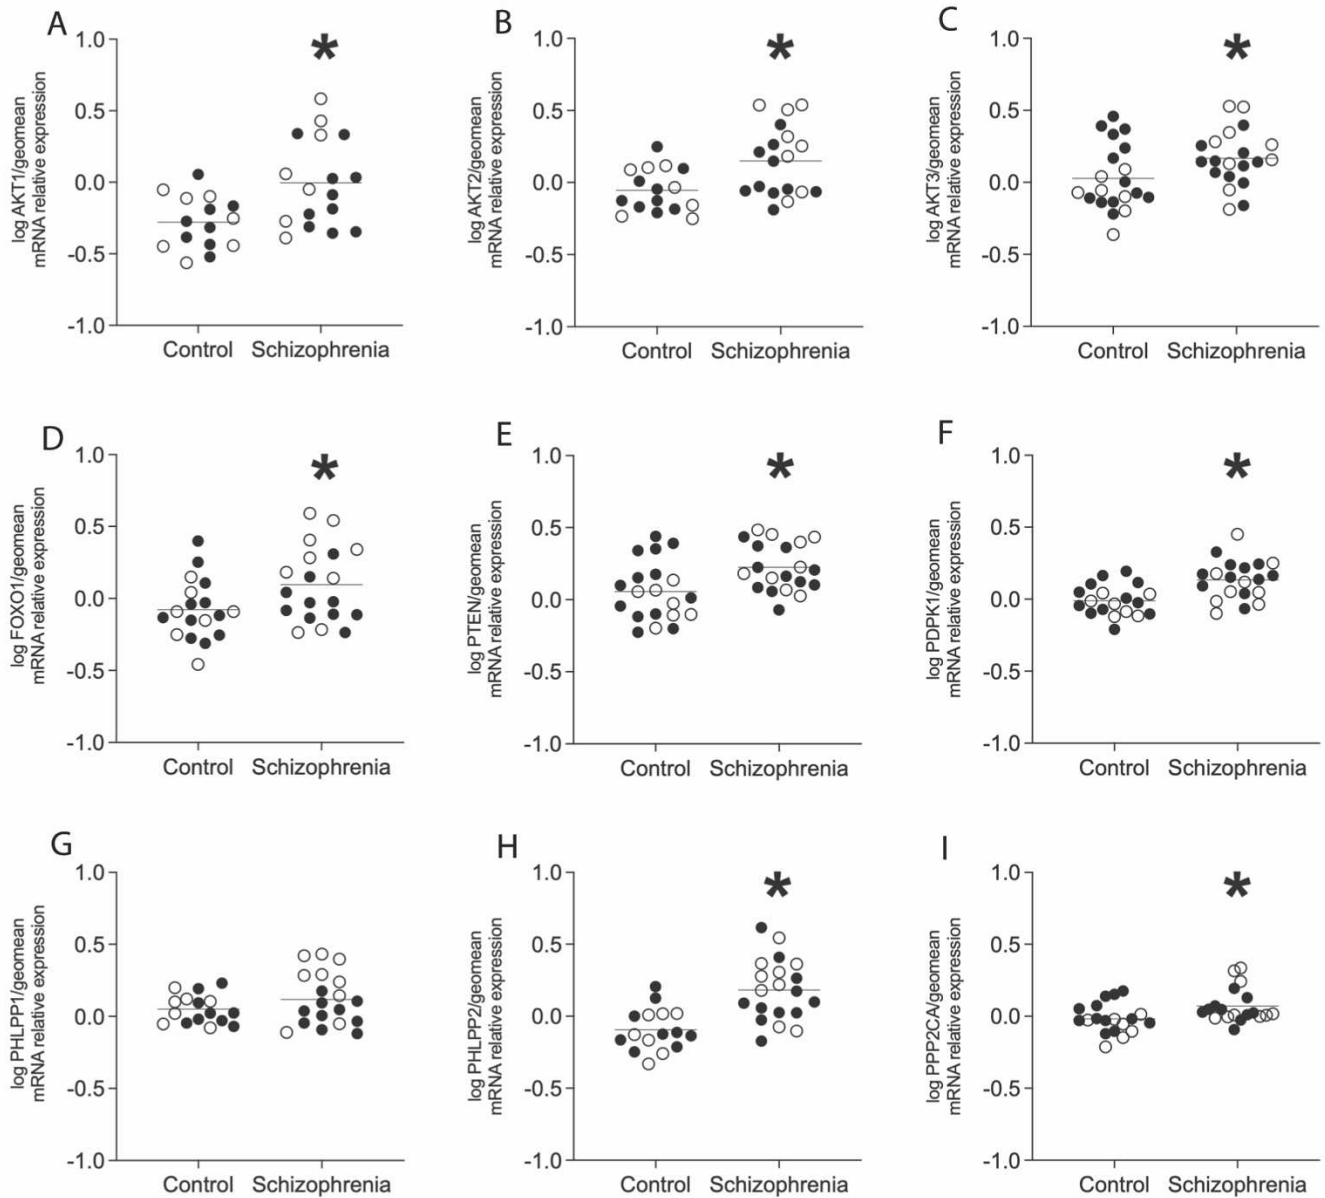 A
B
C
log AKT1/geomean
mRNA relative expression
1.0
0.5
0.0
-0.5
-1.0
*
Control
Schizophrenia
log AKT2/geomean
mRNA relative expression
1.0
0.5
0.0
-0.5
-1.0
*
Control
Schizophrenia
log AKT3/geomean
mRNA relative expression
1.0
0.5
0.0
-0.5
-1.0
*
Control
Schizophrenia
D
E
F
log FOXO1/geomean
mRNA relative expression
1.0
0.5
0.0
-0.5
-1.0
*
Control
Schizophrenia
log PTEN/geomean
mRNA relative expression
1.0
0.5
0.0
-0.5
-1.0
*
Control
Schizophrenia
log PDPK1/geomean
mRNA relative expression
1.0
0.5
0.0
-0.5
-1.0
*
Control
Schizophrenia
G
H
I
log PHLPP1/geomean
mRNA relative expression
1.0
0.5
0.0
-0.5
-1.0
Control
Schizophrenia
log PHLPP2/geomean
mRNA relative expression
1.0
0.5
0.0
-0.5
-1.0
*
Control
Schizophrenia
log PPP2CA/geomean
mRNA relative expression
1.0
0.5
0.0
-0.5
-1.0
*
Control
Schizophrenia